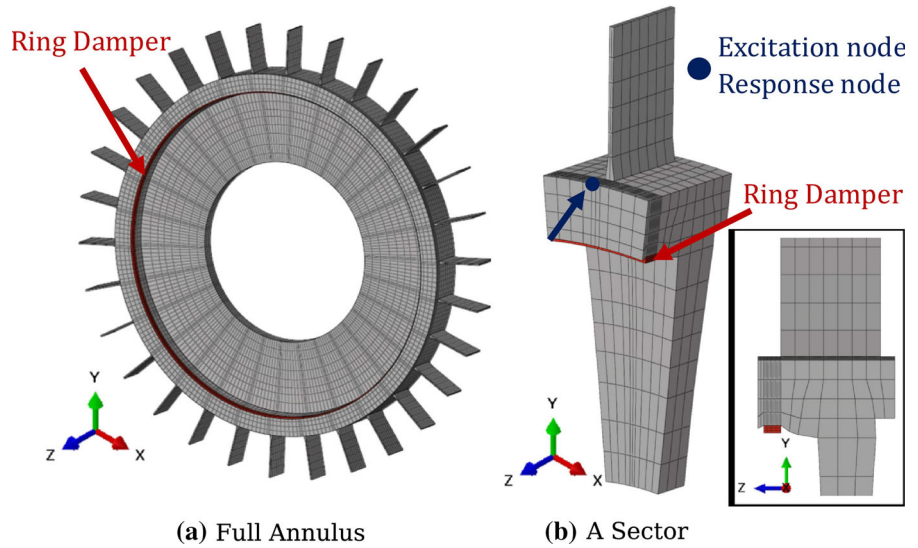 Ring Damper
Excitation node
Response node
Ring Damper
Y
Z
X
Y
Z
X
Y
Z
X
(a) Full Annulus
(b) A Sector